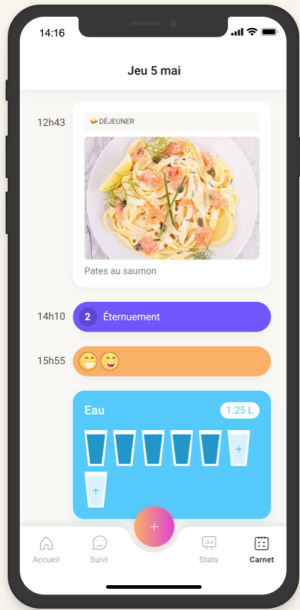 14:16
Jeu 5 mai
12h43
DÉJEUNER
Pates au saumon
14h10
2 Éternuement
15h55
Eau
1.25 L
+
+
+
Accueil
Suivi
Stats
Carnet